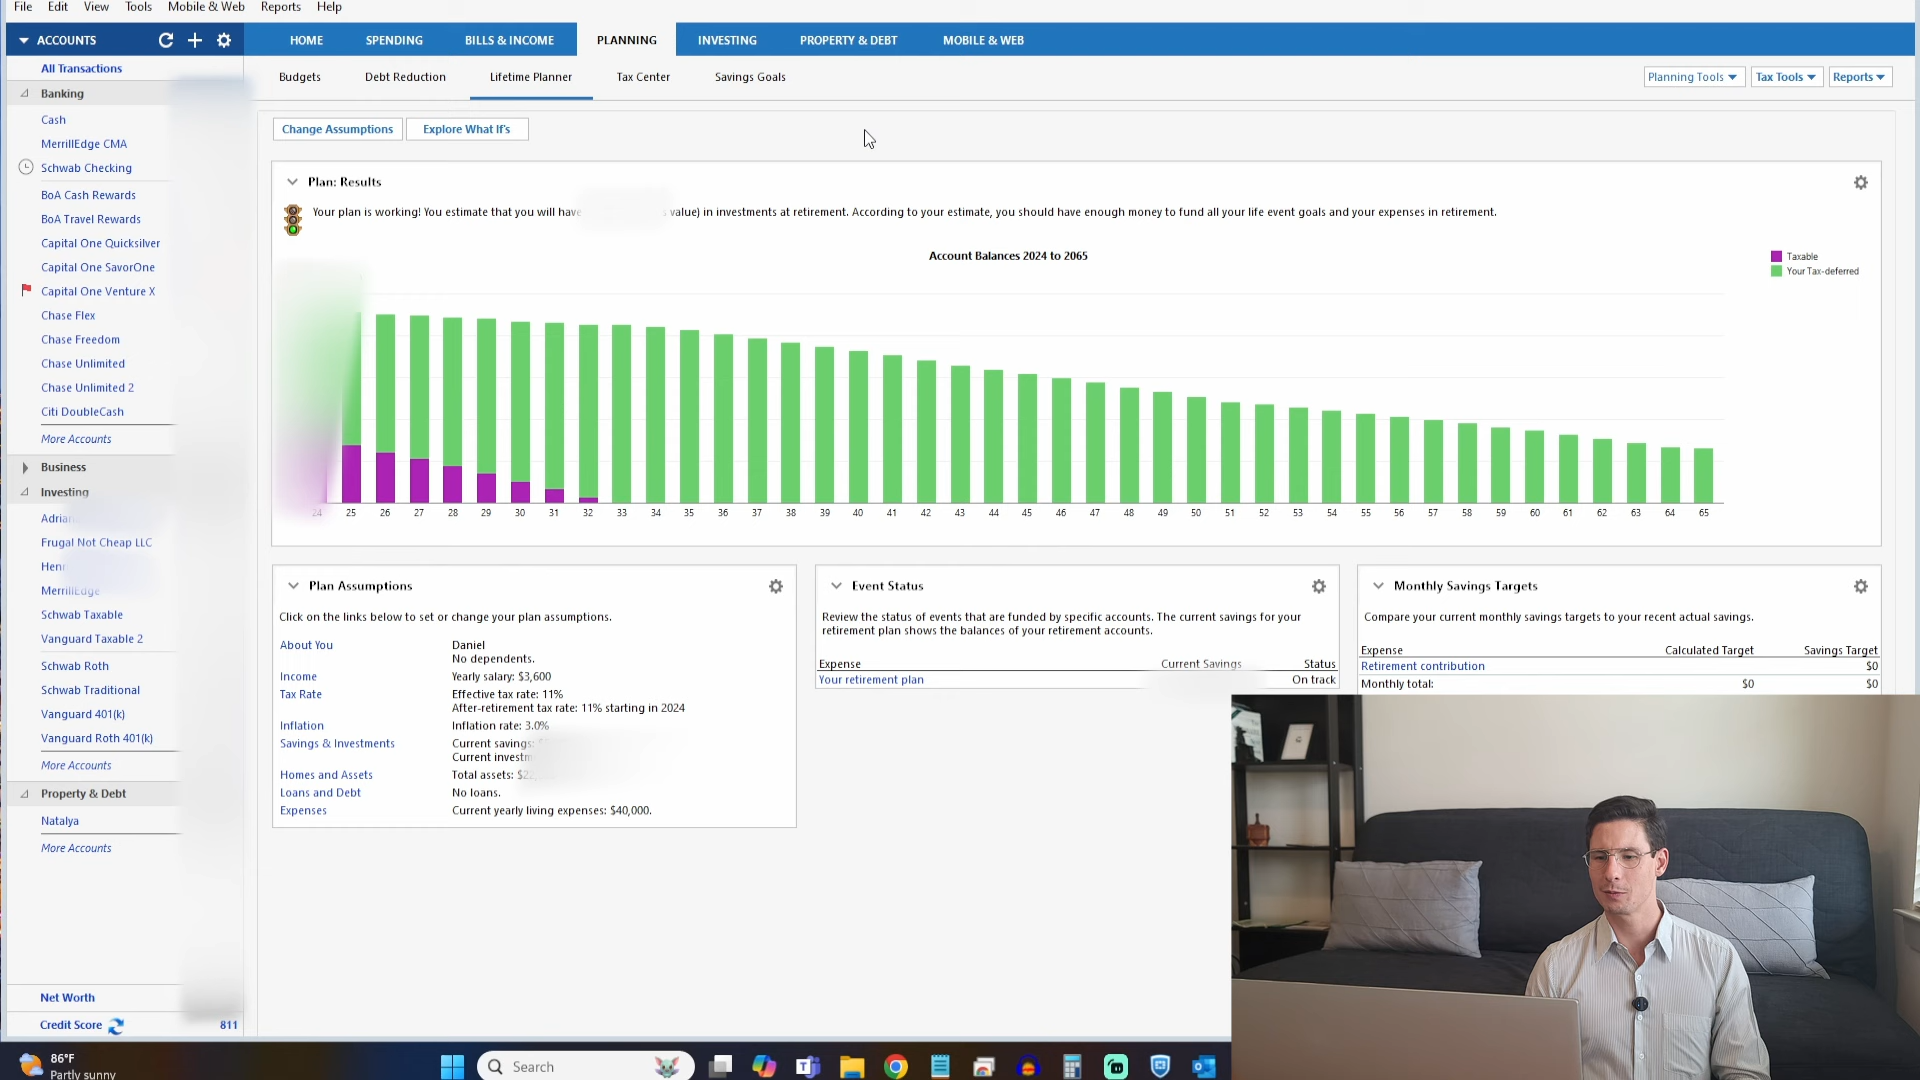 File Edit View Tools Mobile & Web Reports Help
ACCOUNTS
HOME SPENDING BILLS & INCOME PLANNING INVESTING PROPERTY & DEBT MOBILE & WEB
All Transactions
Budgets Debt Reduction Lifetime Planner Tax Center Savings Goals
Planning Tools Tax Tools Reports
Banking
Cash
MerrillEdge CMA
Schwab Checking
BoA Cash Rewards
BoA Travel Rewards
Capital One Quicksilver
Capital One SavorOne
Capital One Venture X
Chase Flex
Chase Freedom
Chase Unlimited
Chase Unlimited 2
Citi DoubleCash
More Accounts
Business
Investing
Adrian
Frugal Not Cheap LLC
MerrillEdge
Schwab Taxable
Vanguard Taxable 2
Schwab Roth
Schwab Traditional
Vanguard 401(k)
Vanguard Roth 401(k)
More Accounts
Property & Debt
Natalya
More Accounts
Net Worth
Credit Score 811
Change Assumptions Explore What If's
Plan: Results
Your plan is working! You estimate that you will have value) in investments at retirement. According to your estimate, you should have enough money to fund all your life event goals and your expenses in retirement.
Account Balances 2024 to 2065
Taxable
Your Tax-deferred
24 25 26 27 28 29 30 31 32 33 34 35 36 37 38 39 40 41 42 43 44 45 46 47 48 49 50 51 52 53 54 55 56 57 58 59 60 61 62 63 64 65
Plan Assumptions
Click on the links below to set or change your plan assumptions.
About You Daniel
No dependents.
Income Yearly salary: $3,600
Tax Rate Effective tax rate: 11%
After-retirement tax rate: 11% starting in 2024
Inflation Inflation rate: 3.0%
Savings & Investments Current savings:
Current
Homes and Assets Total assets:
Loans and Debt No loans.
Expenses Current yearly living expenses: $40,000.
Event Status
Review the status of events that are funded by specific accounts. The current savings for your
retirement plan shows the balances of your retirement accounts.
Expense Current Savings Status
Your retirement plan On track
Monthly Savings Targets
Compare your current monthly savings targets to your recent actual savings.
Expense Calculated Target Savings Target
Retirement contribution $0
Monthly total: $0 $0
86°F
Partly sunny
Search